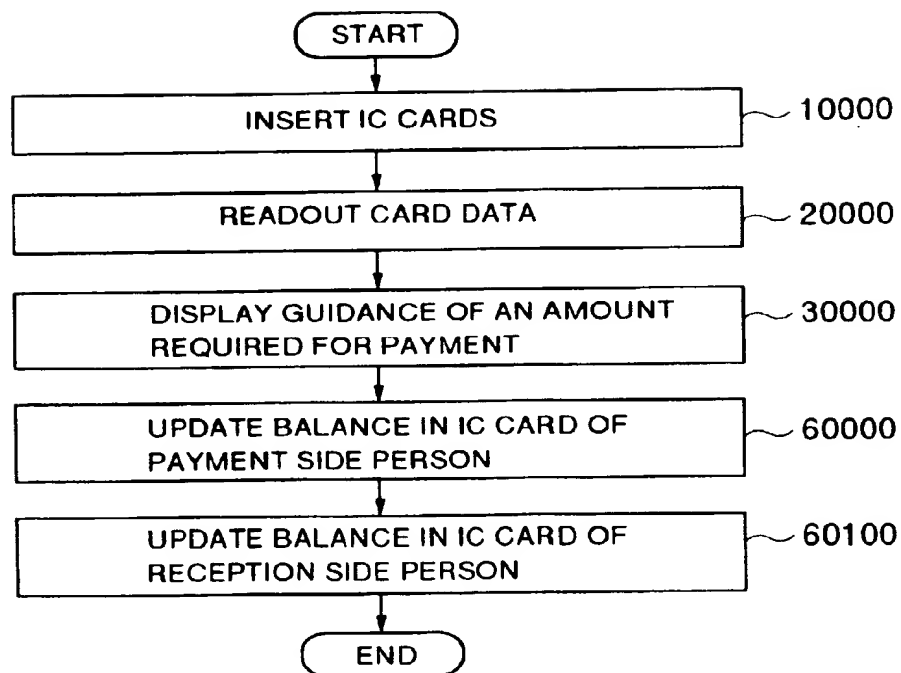 START
INSERT IC CARDS
10000
READOUT CARD DATA
20000
DISPLAY GUIDANCE OF AN AMOUNT
REQUIRED FOR PAYMENT
30000
UPDATE BALANCE IN IC CARD OF
PAYMENT SIDE PERSON
60000
UPDATE BALANCE IN IC CARD OF
RECEPTION SIDE PERSON
60100
END